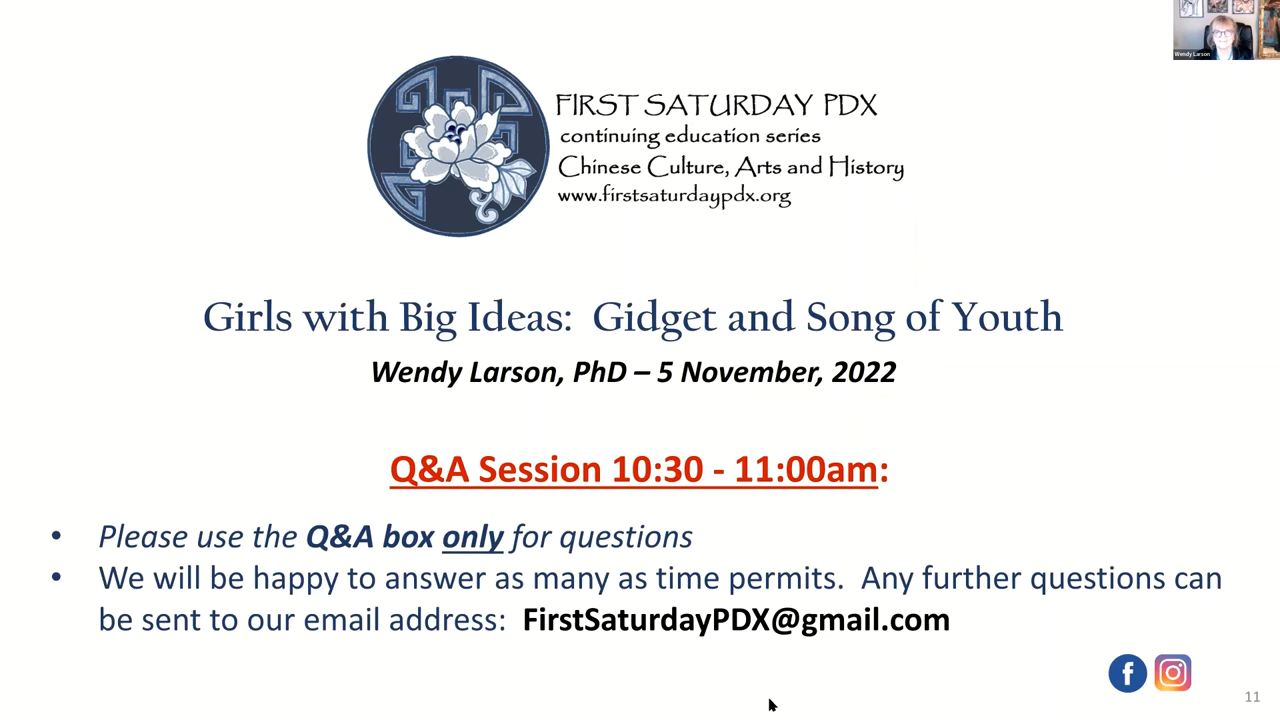 Wendy Larson
FIRST SATURDAY PDX
continuing education series
Chinese Culture, Arts and History
www.firstsaturdaypdx.org
Girls with Big Ideas:  Gidget and Song of Youth
Wendy Larson, PhD – 5 November, 2022
Q&A Session 10:30 - 11:00am:
• Please use the Q&A box only for questions
• We will be happy to answer as many as time permits.  Any further questions can
be sent to our email address:  FirstSaturdayPDX@gmail.com
11